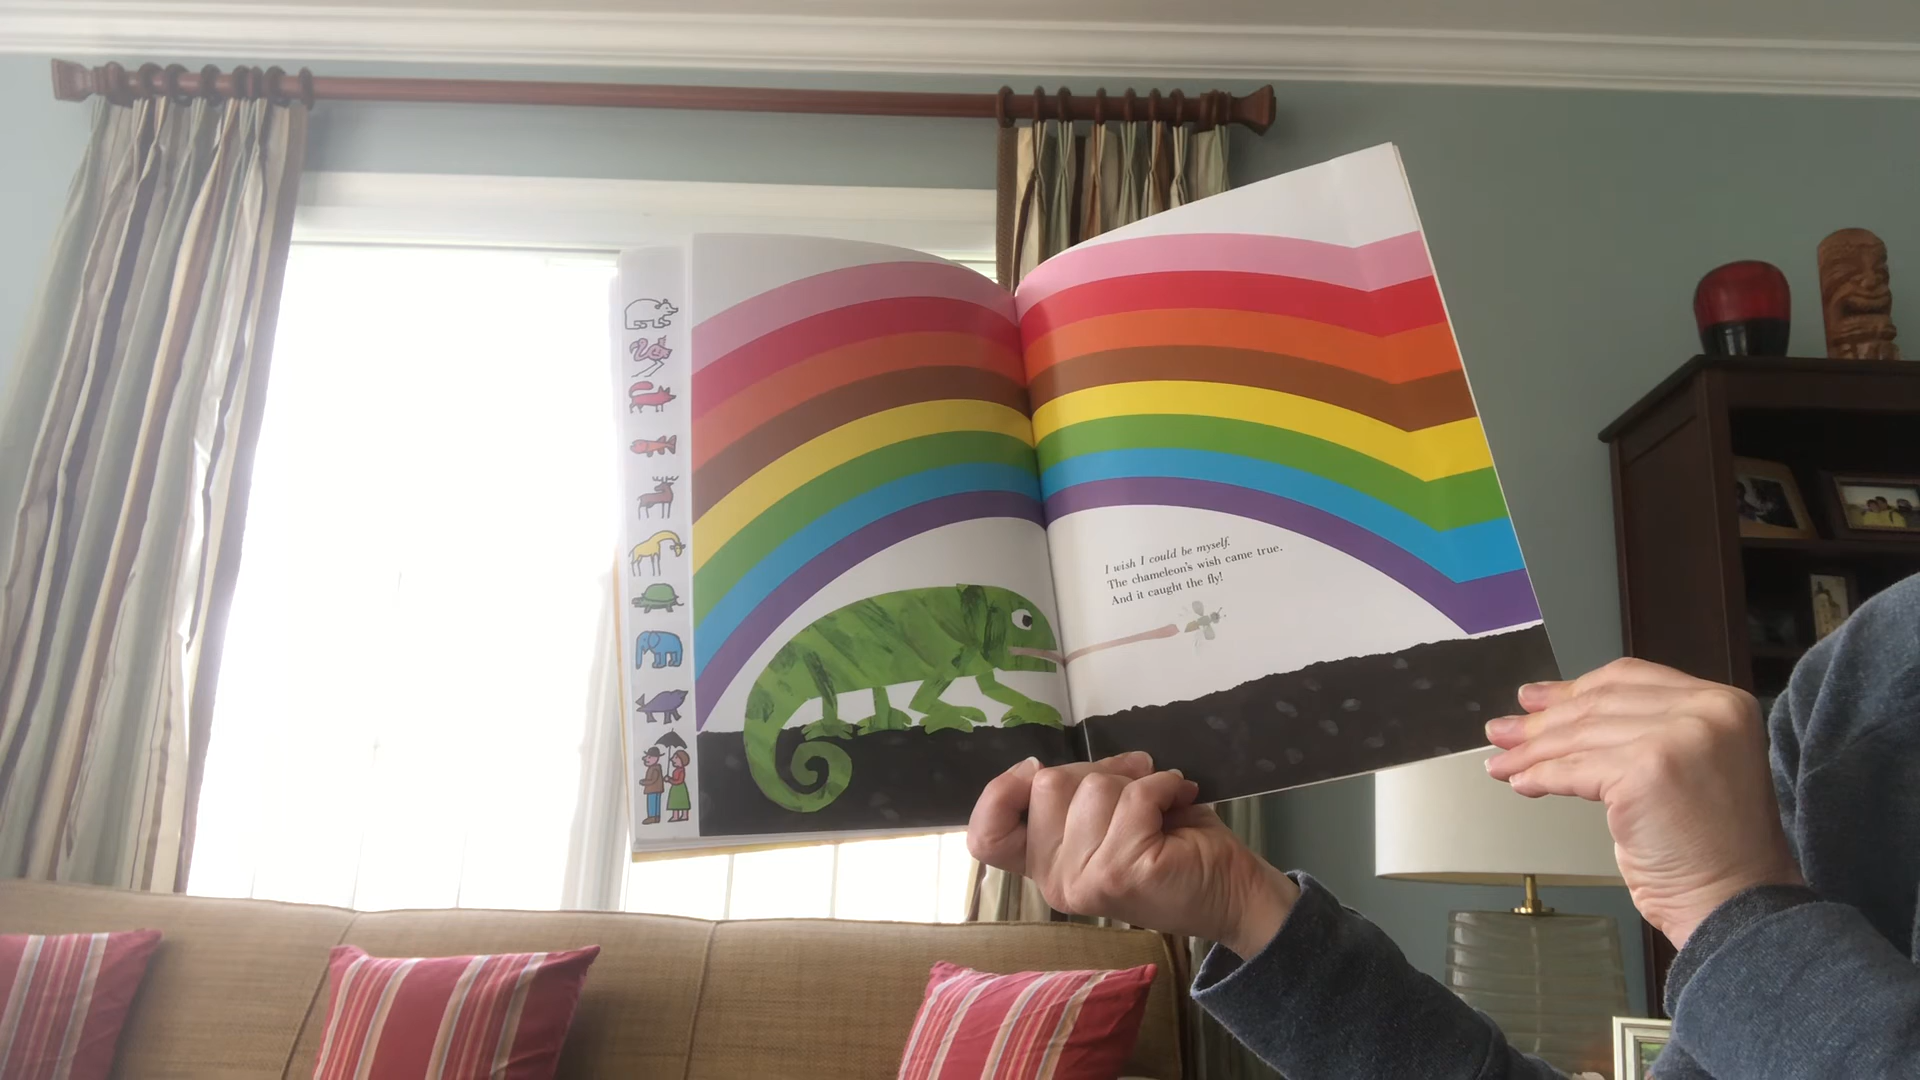 I wish I could be myself.
The chameleon's wish came true.
And it caught the fly!